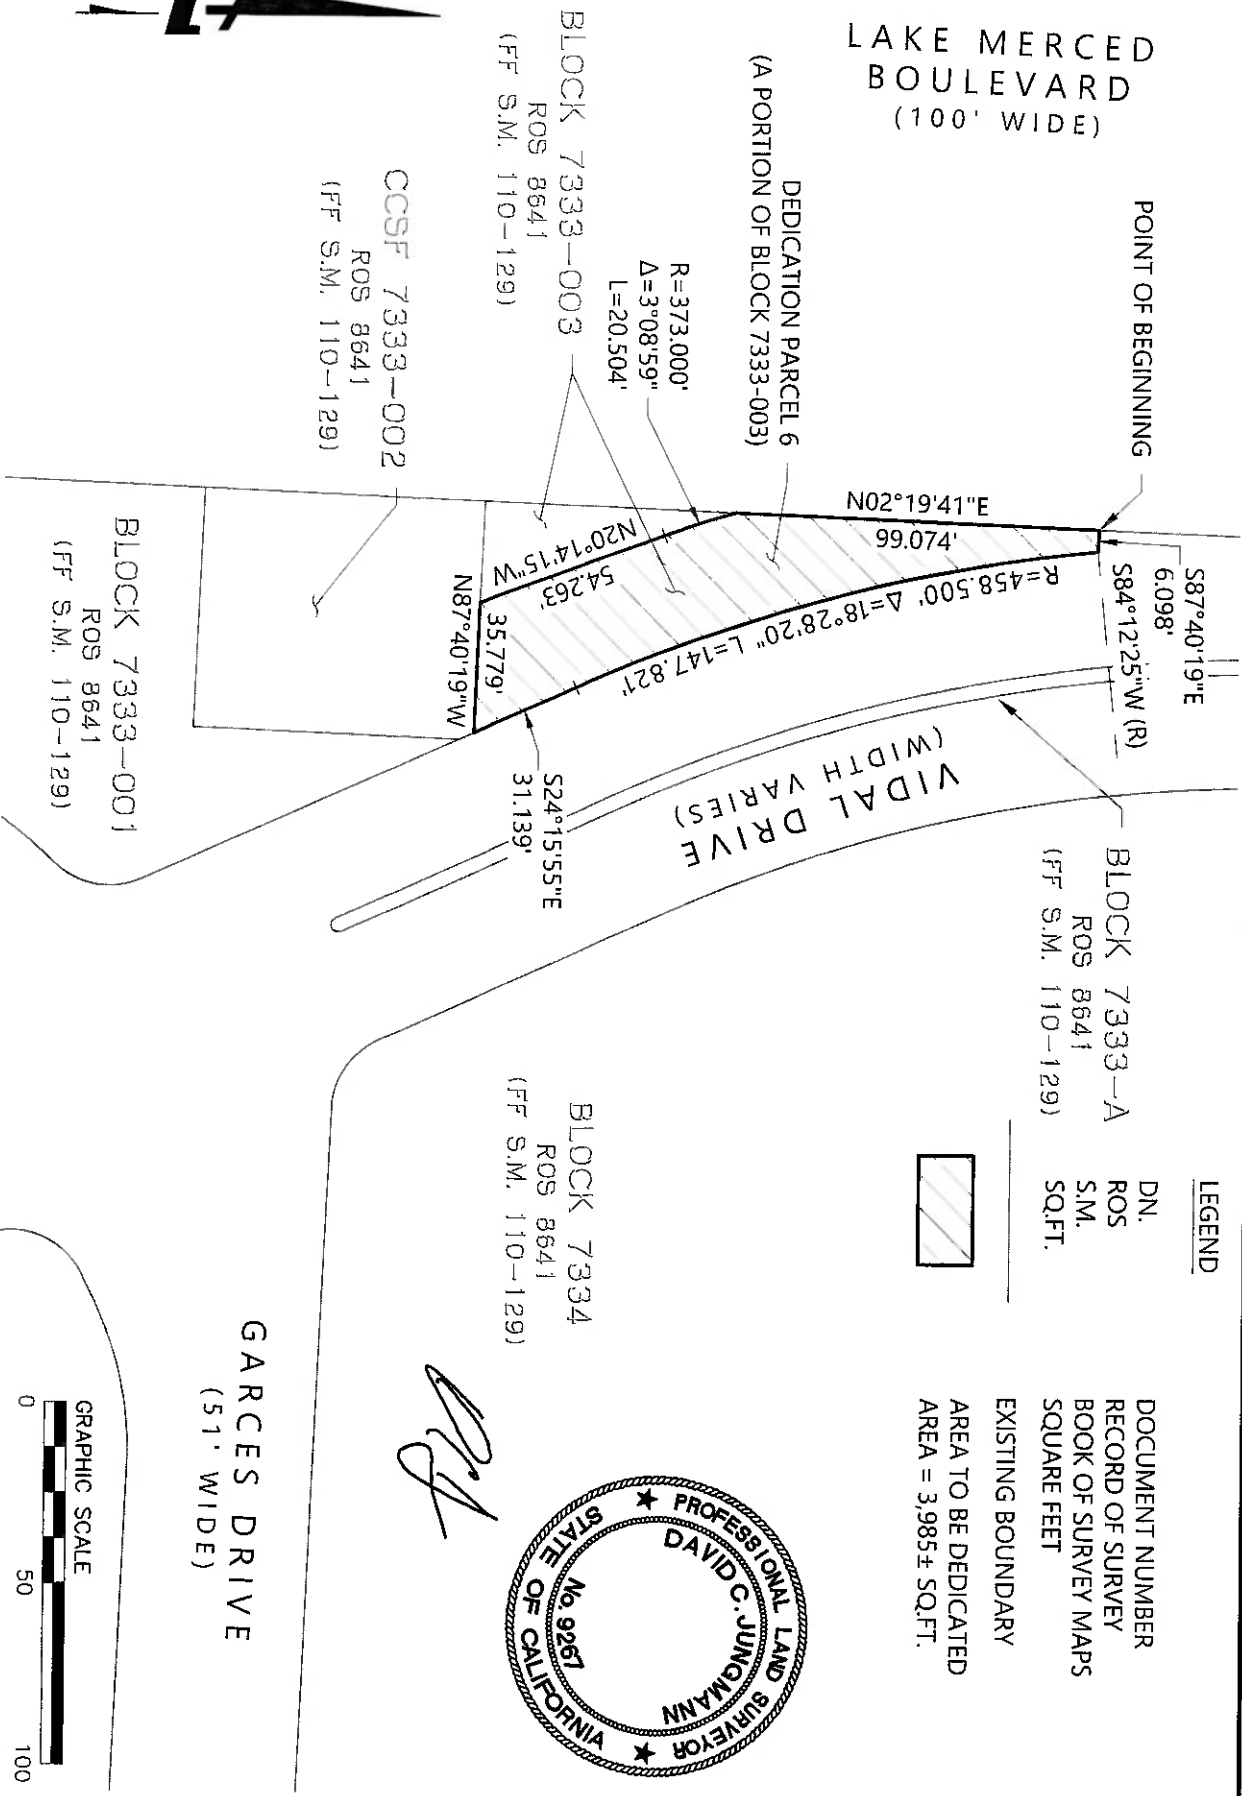 LAKE MERCED
BOULEVARD
(100' WIDE)
POINT OF BEGINNING
S87°40'19"E
6.098'
S84°12'25"W (R)
N02°19'41"E
99.074'
DEDICATION PARCEL 6
(A PORTION OF BLOCK 7333-003)
R=458.500' Δ=18°28'20" L=147.821'
R=373.000'
Δ=3°08'59"
L=20.504'
BLOCK 7333-003
ROS 8641
(FF S.M. 110-129)
N20°14'15"W
54.263'
35.779'
N87°40'19"W
S24°15'55"E
31.139'
CCSF 7333-002
ROS 8641
(FF S.M. 110-129)
BLOCK 7333-001
ROS 8641
(FF S.M. 110-129)
VIDAL DRIVE
(WIDTH VARIES)
BLOCK 7333-A
ROS 8641
(FF S.M. 110-129)
BLOCK 7334
ROS 8641
(FF S.M. 110-129)
GARCES DRIVE
(51' WIDE)
LEGEND
DN. DOCUMENT NUMBER
ROS RECORD OF SURVEY
S.M. BOOK OF SURVEY MAPS
SQ.FT. SQUARE FEET
EXISTING BOUNDARY
AREA TO BE DEDICATED
AREA = 3,985± SQ.FT.
PROFESSIONAL LAND SURVEYOR
DAVID C. JUNGMANN
No. 9267
STATE OF CALIFORNIA
GRAPHIC SCALE
0 50 100